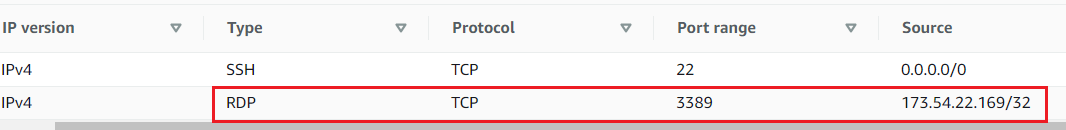 IP version Type Protocol Port range Source
IPv4 SSH TCP 22 0.0.0.0/0
IPv4 RDP TCP 3389 173.54.22.169/32